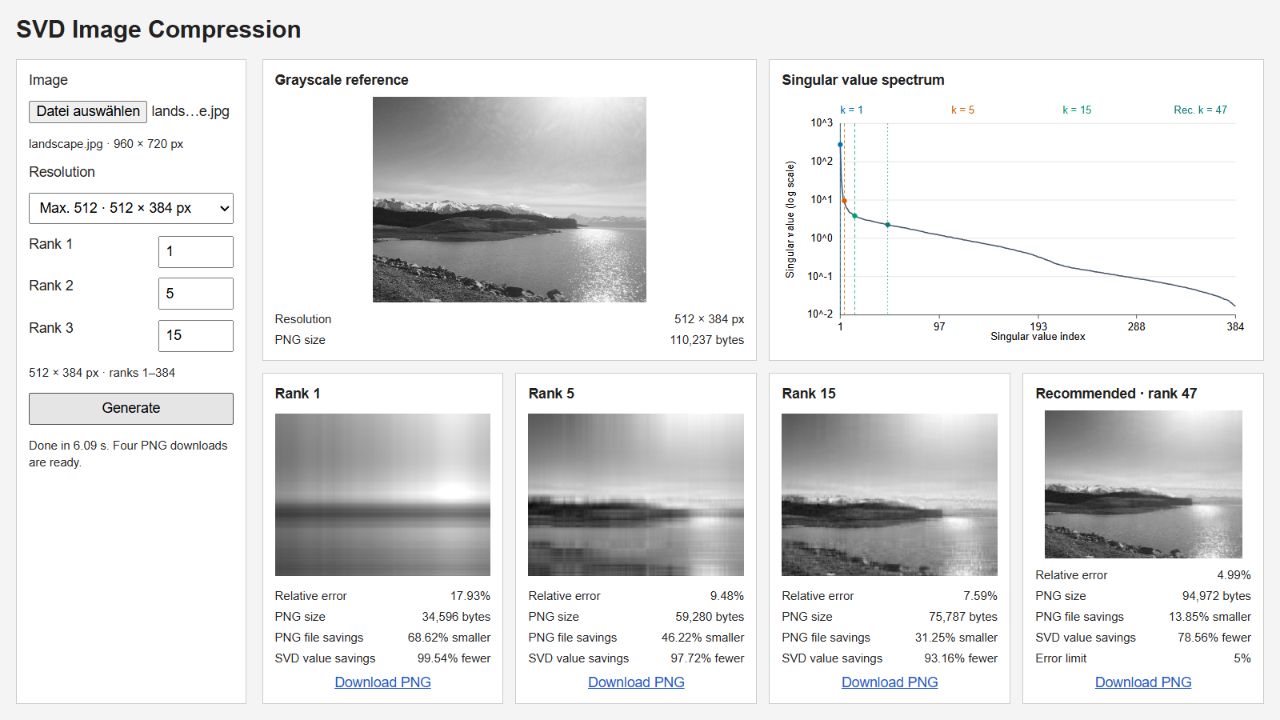 SVD Image Compression
Image
Datei auswählen lands…e.jpg
landscape.jpg · 960 × 720 px
Resolution
Max. 512 · 512 × 384 px
Rank 1
1
Rank 2
5
Rank 3
15
512 × 384 px · ranks 1–384
Generate
Done in 6.09 s. Four PNG downloads
are ready.
Grayscale reference
Resolution 512 × 384 px
PNG size 110,237 bytes
Singular value spectrum
k = 1 k = 5 k = 15 Rec. k = 47
10^3
10^2
10^1
10^0
10^-1
10^-2
Singular value (log scale)
1 97 193 288 384
Singular value index
Rank 1
Relative error 17.93%
PNG size 34,596 bytes
PNG file savings 68.62% smaller
SVD value savings 99.54% fewer
Download PNG
Rank 5
Relative error 9.48%
PNG size 59,280 bytes
PNG file savings 46.22% smaller
SVD value savings 97.72% fewer
Download PNG
Rank 15
Relative error 7.59%
PNG size 75,787 bytes
PNG file savings 31.25% smaller
SVD value savings 93.16% fewer
Download PNG
Recommended · rank 47
Relative error 4.99%
PNG size 94,972 bytes
PNG file savings 13.85% smaller
SVD value savings 78.56% fewer
Error limit 5%
Download PNG